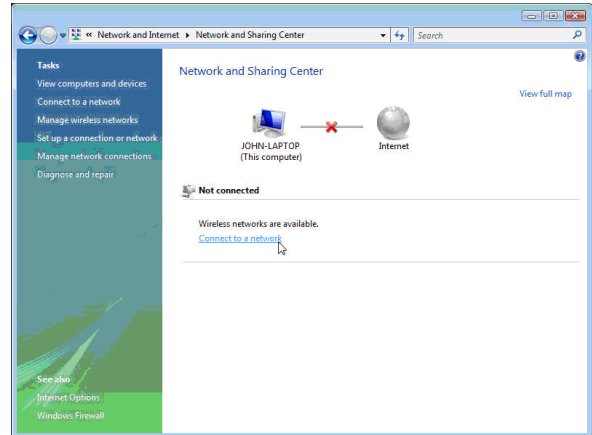 « Network and Internet ▸ Network and Sharing Center
Search
Tasks
View computers and devices
Connect to a network
Manage wireless networks
Set up a connection or network
Manage network connections
Diagnose and repair
See also
Internet Options
Windows Firewall
Network and Sharing Center
View full map
JOHN-LAPTOP
(This computer)
Internet
Not connected
Wireless networks are available.
Connect to a network